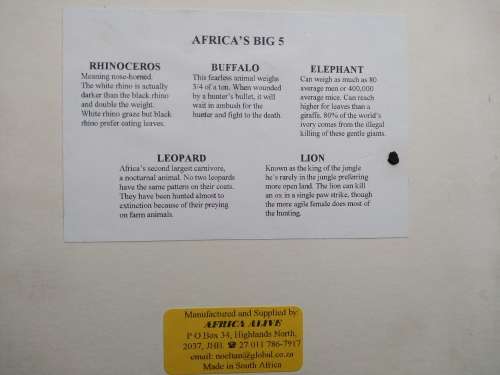 AFRICA'S BIG 5
RHINOCEROS
Meaning nose-horned.
The white rhino is actually
darker than the black rhino
and double the weight.
White rhino graze but black
rhino prefer eating leaves.
BUFFALO
This fearless animal weighs
3/4 of a ton. When wounded
by a hunter's bullet, it will
wait in ambush for the
hunter and fight to the death.
ELEPHANT
Can weigh as much as 80
average men or 400,000
average mice. Can reach
higher for leaves than a
giraffe. 80% of the world's
ivory comes from the illegal
killing of these gentle giants.
LEOPARD
Africa's second largest carnivore,
a nocturnal animal. No two leopards
have the same pattern on their coats.
They have been hunted almost to
extinction because of their preying
on farm animals.
LION
Known as the king of the jungle
he's rarely in the jungle preferring
more open land. The lion can kill
an ox in a single paw strike, though
the more agile female does most of
the hunting.
Manufactured and Supplied by:
AFRICA ALIVE
P O Box 34, Highlands North,
2037, JHB. ☎ 27 011 786-7917
email: noeltan@global.co.za
Made in South Africa